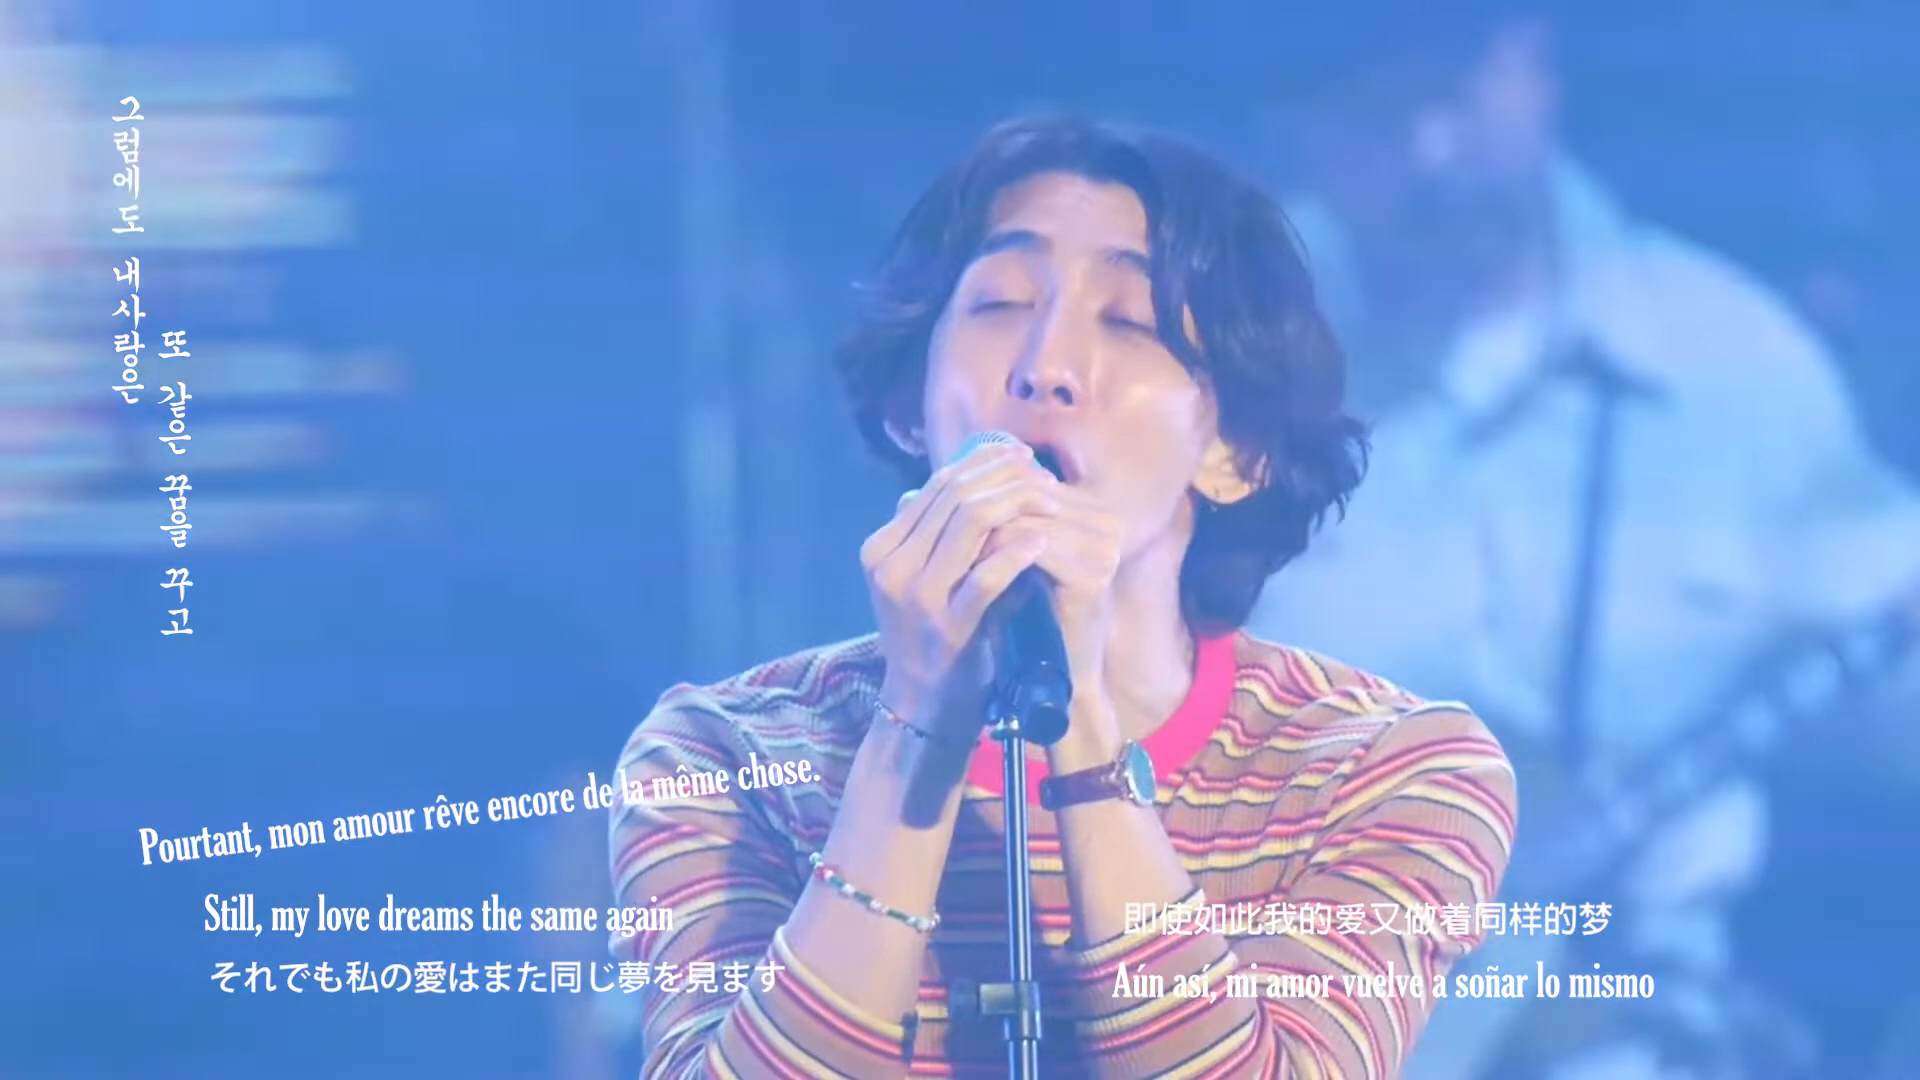 그럼에도 내 사랑은
또 같은 꿈을 꾸고
Pourtant, mon amour rêve encore de la même chose.
Still, my love dreams the same again
それでも私の愛はまた同じ夢を見ます
即使如此我的爱又做着同样的梦
Aún así, mi amor vuelve a soñar lo mismo